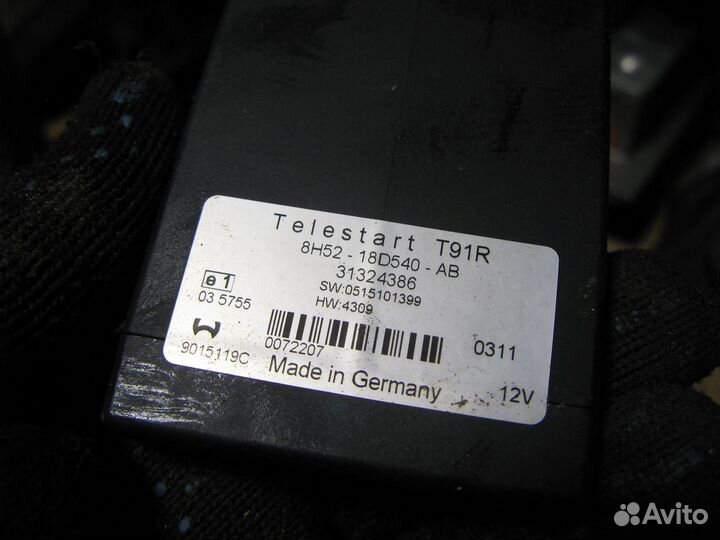 Telestart T91R
8H52 - 18D540 - AB
31324386
SW:0515101399
HW:4309
e1
03 5755
9015119C
0072207
0311
Made in Germany
12V
Avito